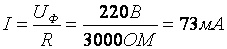 I = U_Ф / R = 220В / 3000ОМ = 73мА